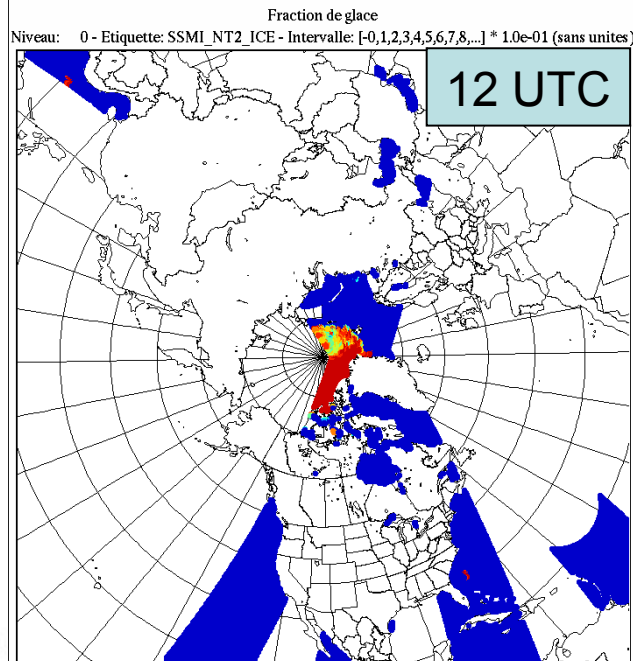 Fraction de glace
Niveau: 0 - Etiquette: SSMI_NT2_ICE - Intervalle: [-0,1,2,3,4,5,6,7,8,...] * 1.0e-01 (sans unites)
12 UTC